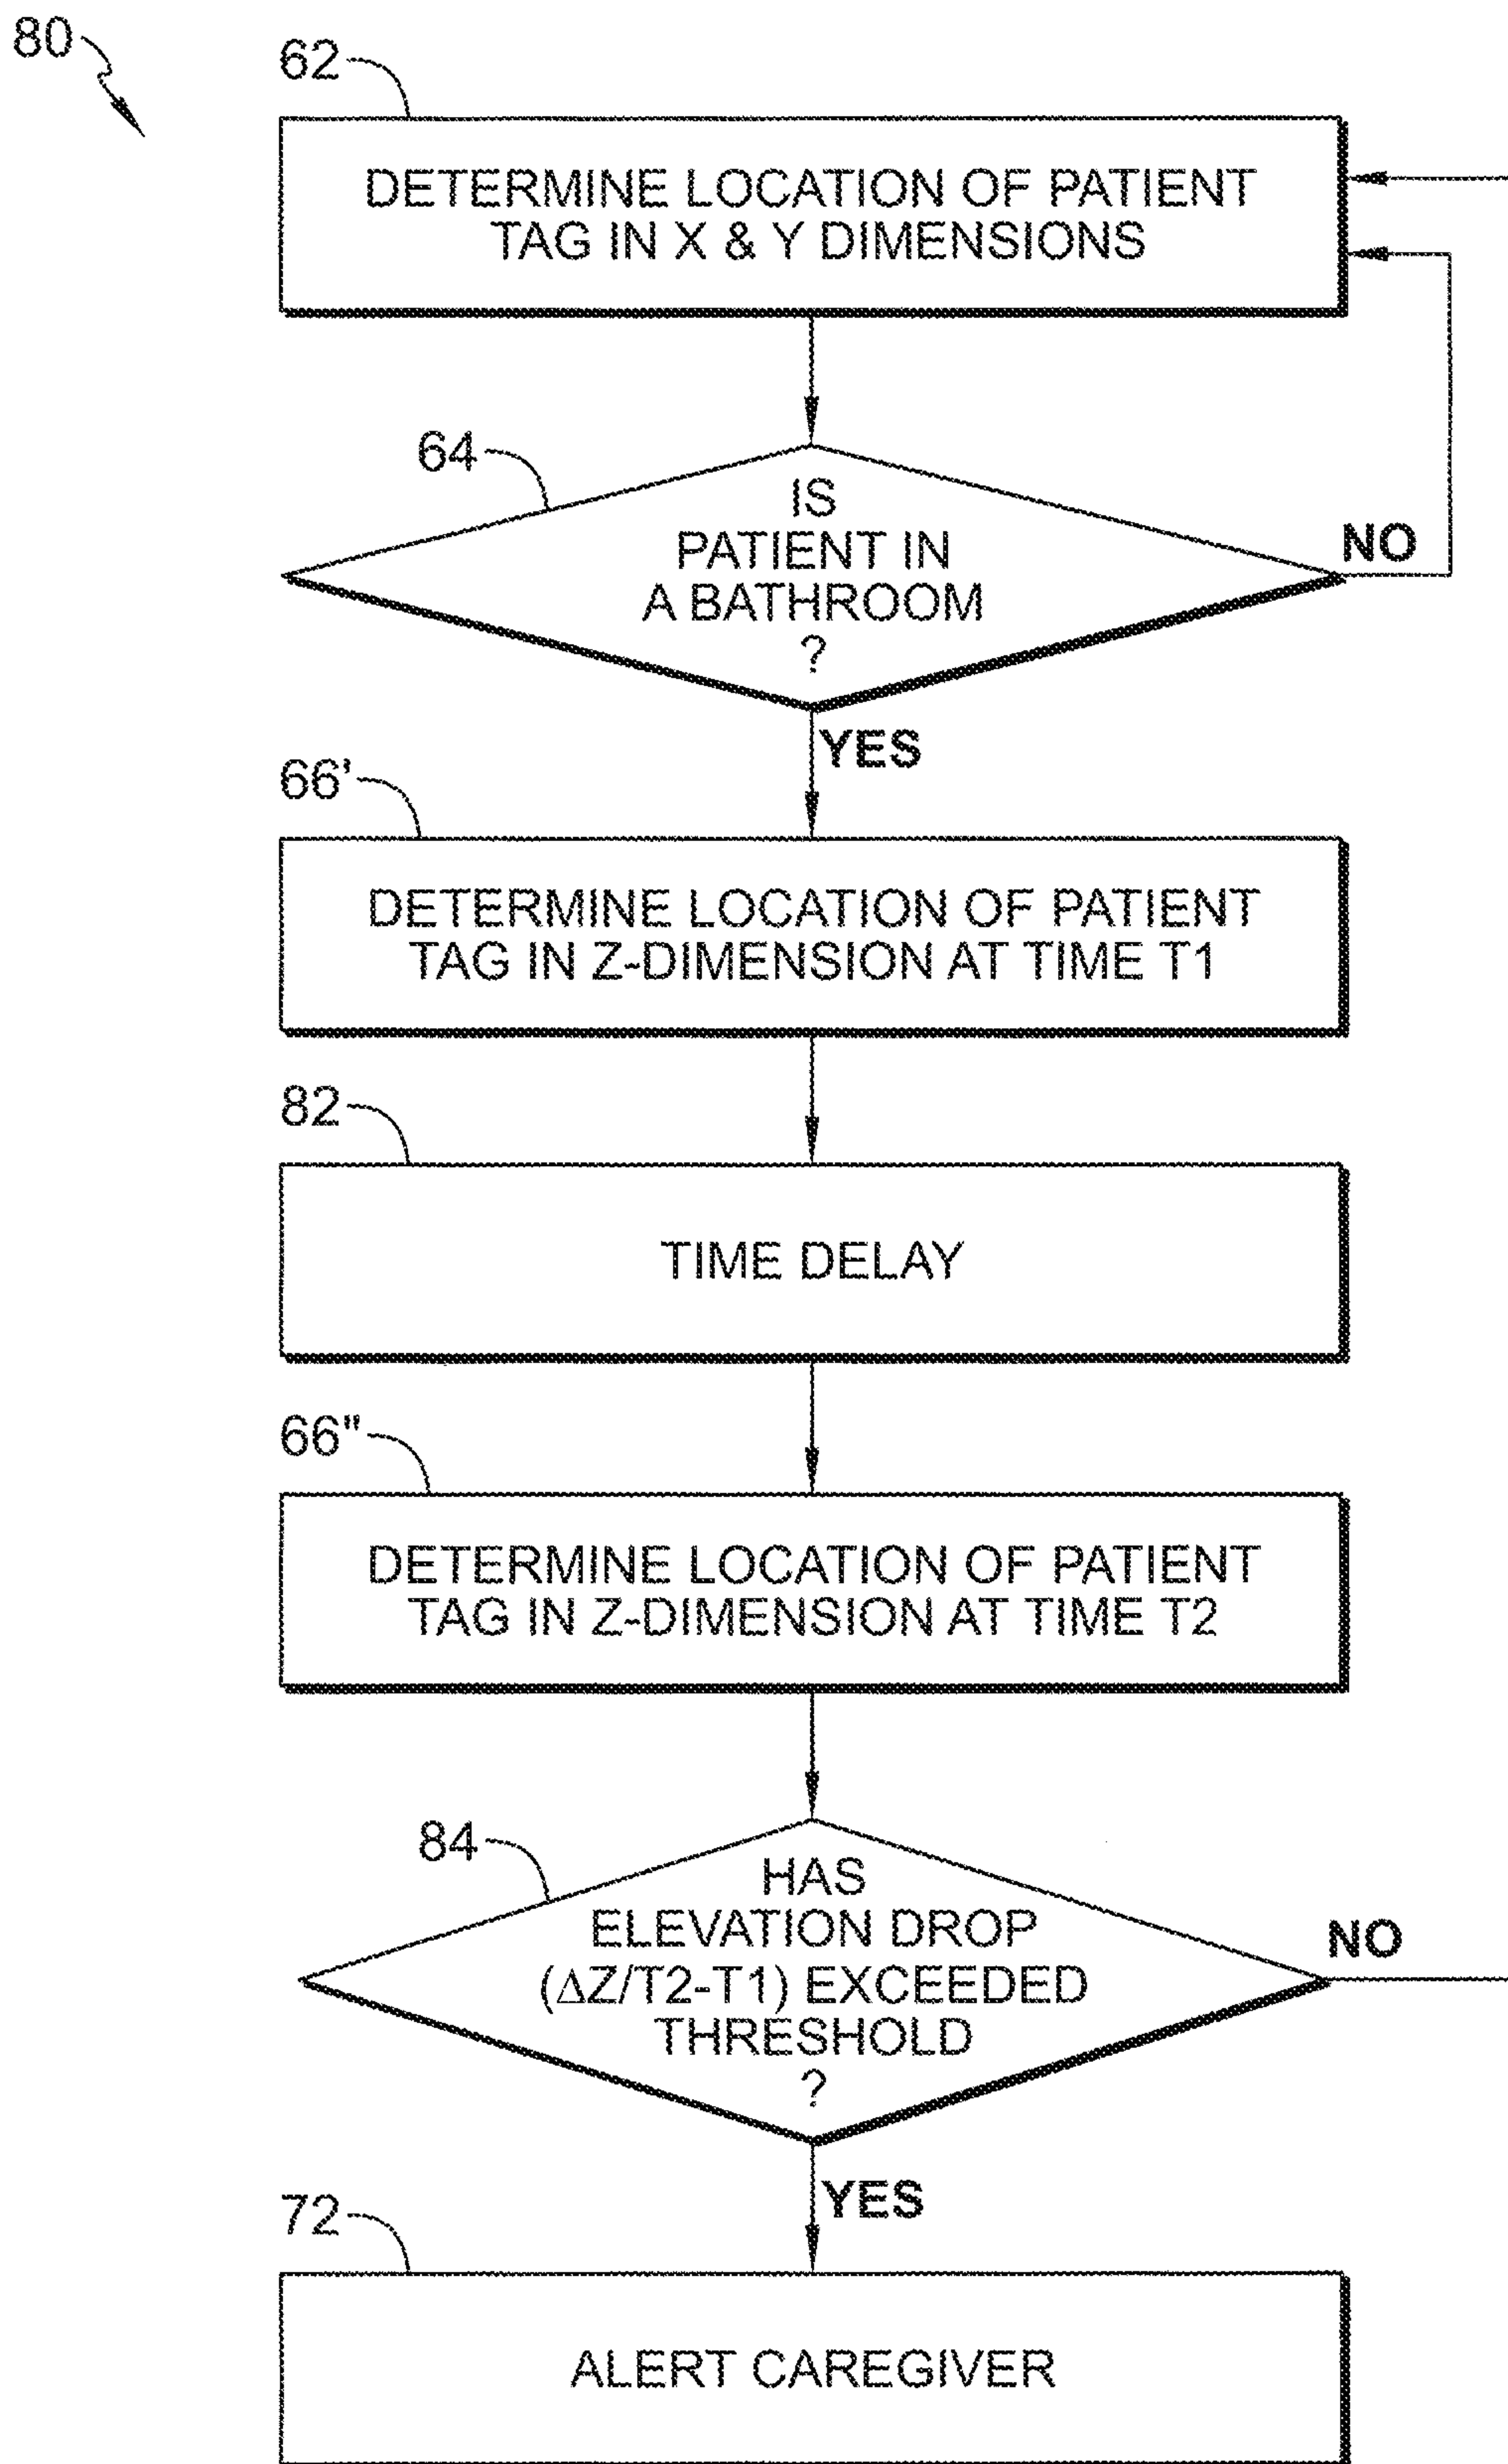 80
62
DETERMINE LOCATION OF PATIENT
TAG IN X & Y DIMENSIONS
64
IS
PATIENT IN
A BATHROOM
?
NO
YES
66'
DETERMINE LOCATION OF PATIENT
TAG IN Z-DIMENSION AT TIME T1
82
TIME DELAY
66"
DETERMINE LOCATION OF PATIENT
TAG IN Z-DIMENSION AT TIME T2
84
HAS
ELEVATION DROP
(ΔZ/T2-T1) EXCEEDED
THRESHOLD
?
NO
YES
72
ALERT CAREGIVER